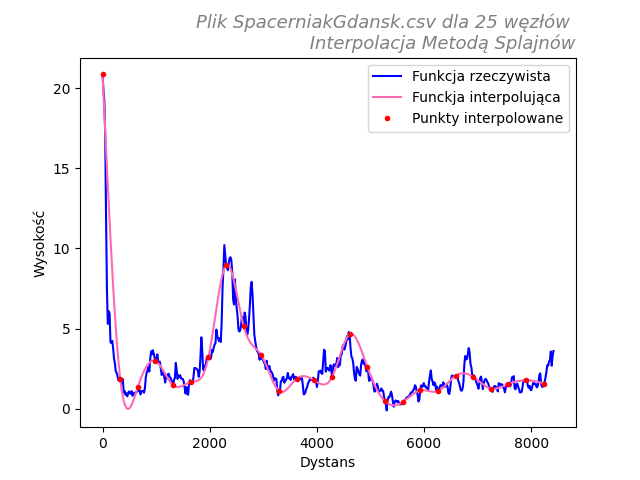 Plik SpacerniakGdansk.csv dla 25 węzłów
Interpolacja Metodą Splajnów
Funkcja rzeczywista
Funckja interpolująca
Punkty interpolowane
Wysokość
20
15
10
5
0
0 2000 4000 6000 8000
Dystans